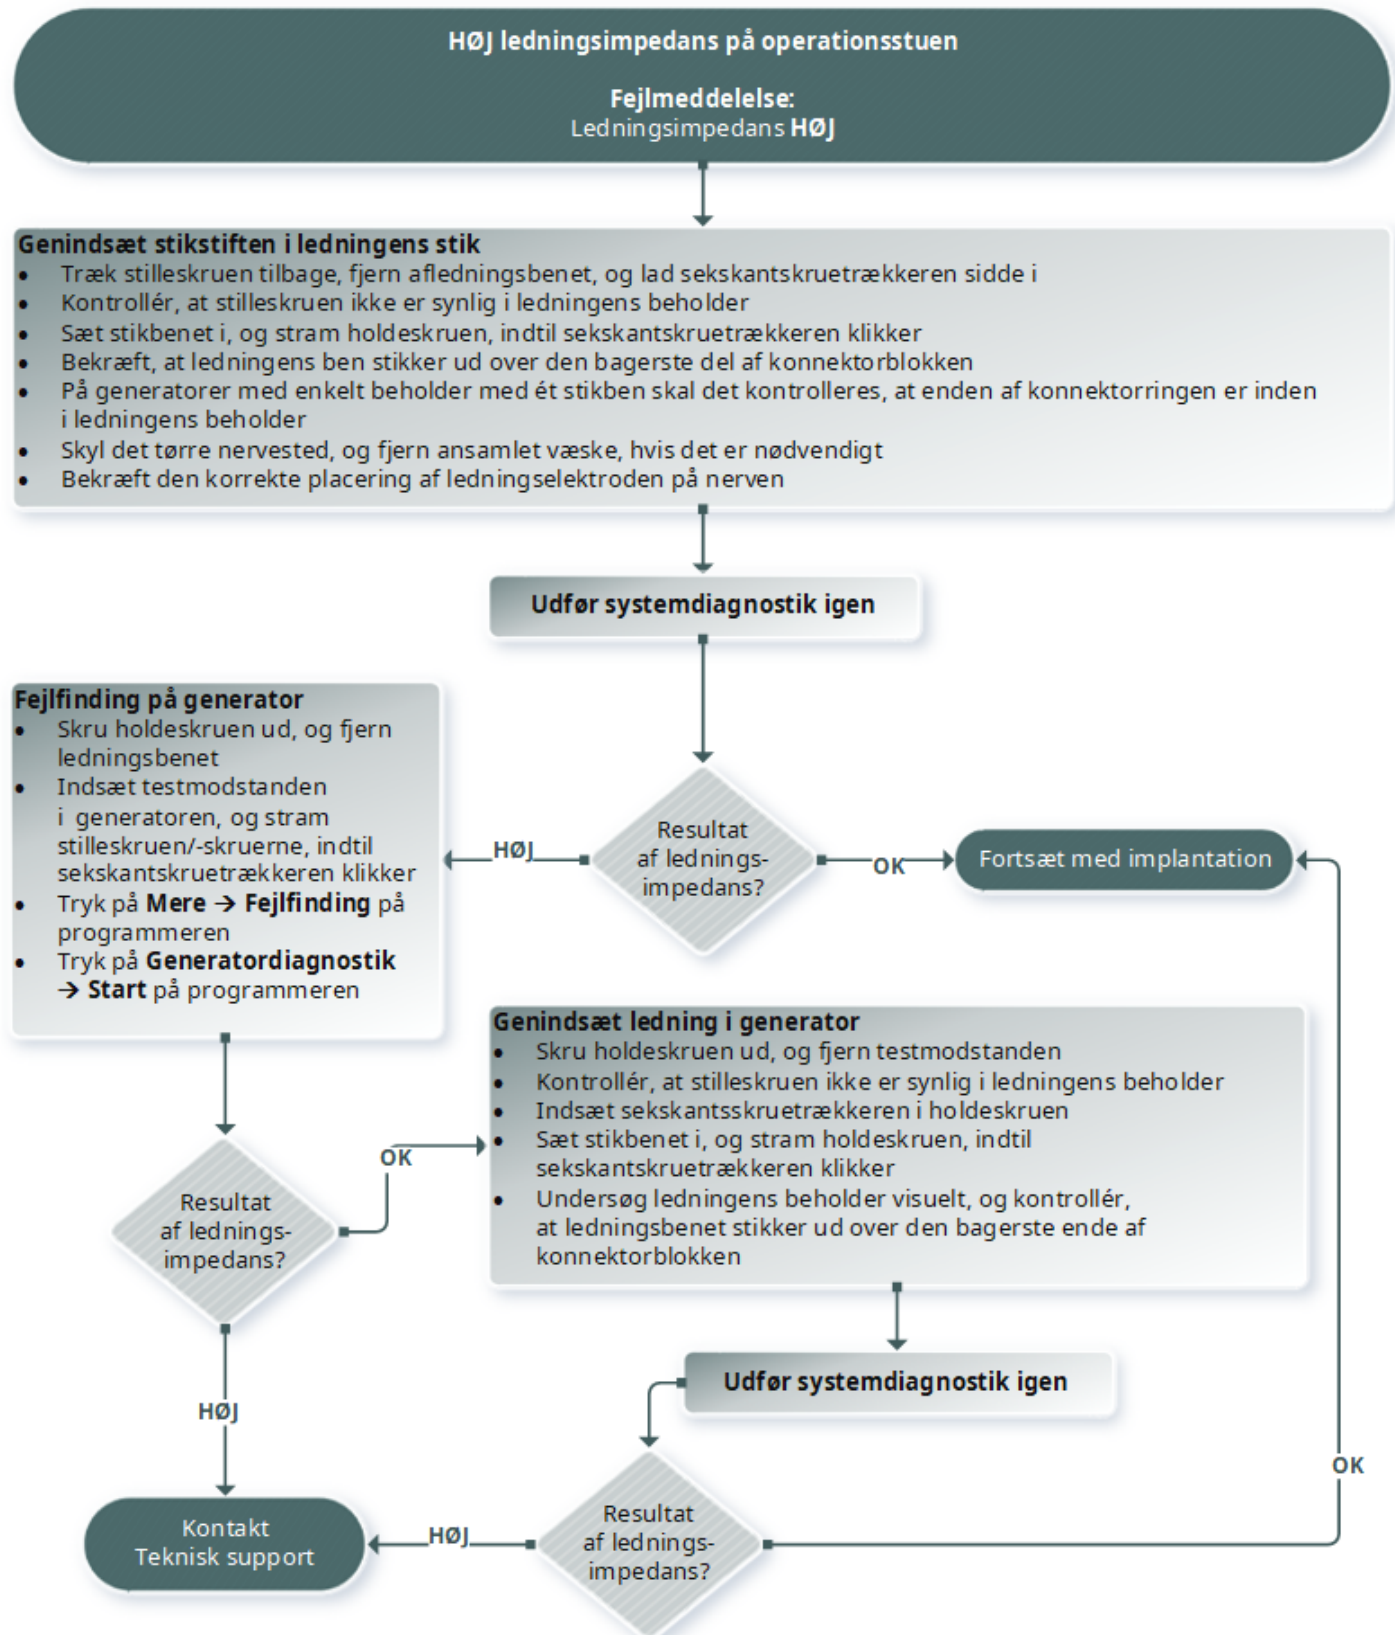 HØJ ledningsimpedans på operationsstuen
Fejlmeddelelse:
Ledningsimpedans HØJ
Genindsæt stikstiften i ledningens stik
• Træk stilleskruen tilbage, fjern afledningsbenet, og lad sekskantskruetrækkeren sidde i
• Kontrollér, at stilleskruen ikke er synlig i ledningens beholder
• Sæt stikbenet i, og stram holdeskruen, indtil sekskantskruetrækkeren klikker
• Bekræft, at ledningens ben stikker ud over den bagerste del af konnektorblokken
• På generatorer med enkelt beholder med ét stikben skal det kontrolleres, at enden af konnektorringen er inden
i ledningens beholder
• Skyl det tørre nervested, og fjern ansamlet væske, hvis det er nødvendigt
• Bekræft den korrekte placering af ledningselektroden på nerven
Udfør systemdiagnostik igen
Resultat
af lednings-
impedans?
HØJ
OK
Fortsæt med implantation
Fejlfinding på generator
• Skru holdeskruen ud, og fjern
ledningsbenet
• Indsæt testmodstanden
i generatoren, og stram
stilleskruen/-skruerne, indtil
sekskantskruetrækkeren klikker
• Tryk på Mere → Fejlfinding på
programmeren
• Tryk på Generatordiagnostik
→ Start på programmeren
Resultat
af lednings-
impedans?
OK
HØJ
Genindsæt ledning i generator
• Skru holdeskruen ud, og fjern testmodstanden
• Kontrollér, at stilleskruen ikke er synlig i ledningens beholder
• Indsæt sekskantsskruetrækkeren i holdeskruen
• Sæt stikbenet i, og stram holdeskruen, indtil
sekskantskruetrækkeren klikker
• Undersøg ledningens beholder visuelt, og kontrollér,
at ledningsbenet stikker ud over den bagerste ende af
konnektorblokken
Udfør systemdiagnostik igen
Resultat
af lednings-
impedans?
HØJ
OK
Kontakt
Teknisk support